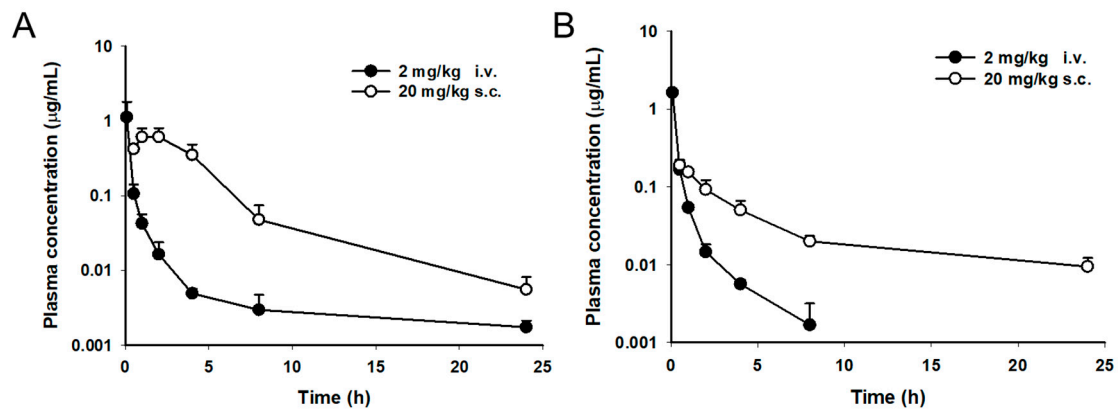 A
Plasma concentration (μg/mL)
10
1
0.1
0.01
0.001
2 mg/kg i.v.
20 mg/kg s.c.
0 5 10 15 20 25
Time (h)
B
Plasma concentration (μg/mL)
10
1
0.1
0.01
0.001
2 mg/kg i.v.
20 mg/kg s.c.
0 5 10 15 20 25
Time (h)